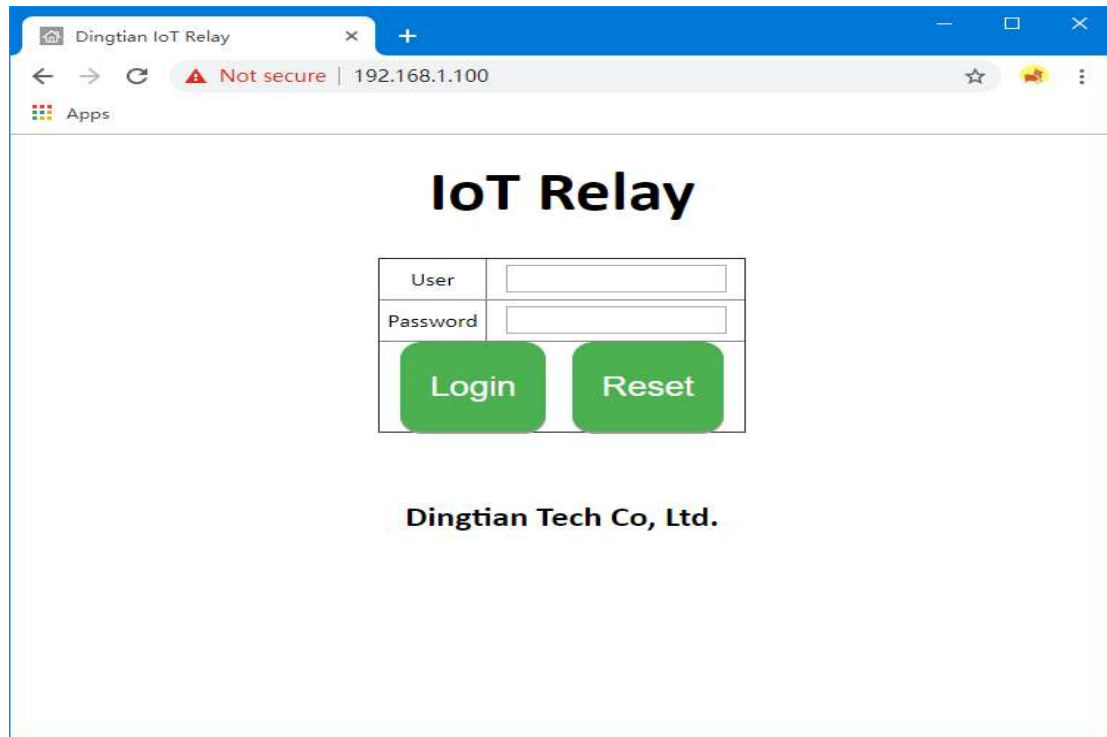 Dingtian IoT Relay
Not secure | 192.168.1.100
Apps
IoT Relay
User
Password
Login Reset
Dingtian Tech Co, Ltd.